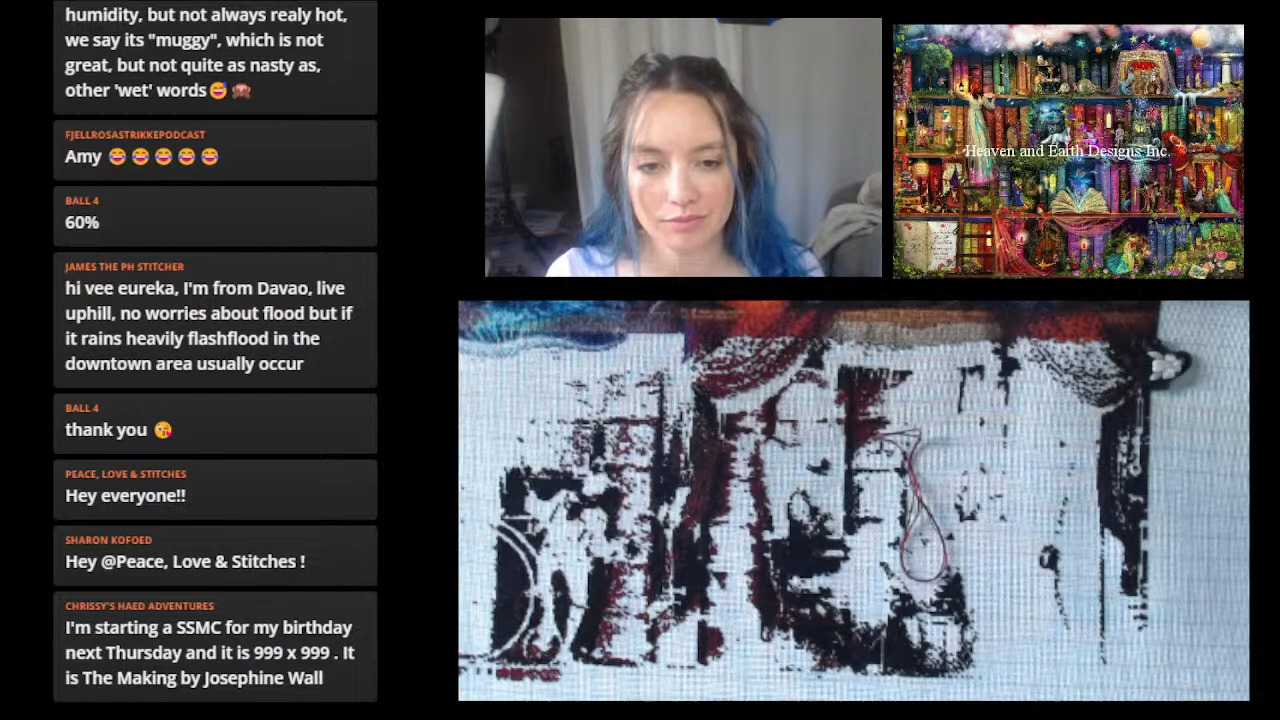 humidity, but not always realy hot,
we say its "muggy", which is not
great, but not quite as nasty as,
other 'wet' words😅 🙈
FJELLROSASTRIKKEPODCAST
Amy 😂 😂 😂 😂 😂
BALL 4
60%
JAMES THE PH STITCHER
hi vee eureka, I'm from Davao, live
uphill, no worries about flood but if
it rains heavily flashflood in the
downtown area usually occur
BALL 4
thank you 😘
PEACE, LOVE & STITCHES
Hey everyone!!
SHARON KOFOED
Hey @Peace, Love & Stitches !
CHRISSY'S HAED ADVENTURES
I'm starting a SSMC for my birthday
next Thursday and it is 999 x 999 . It
is The Making by Josephine Wall
Heaven and Earth Designs Inc.